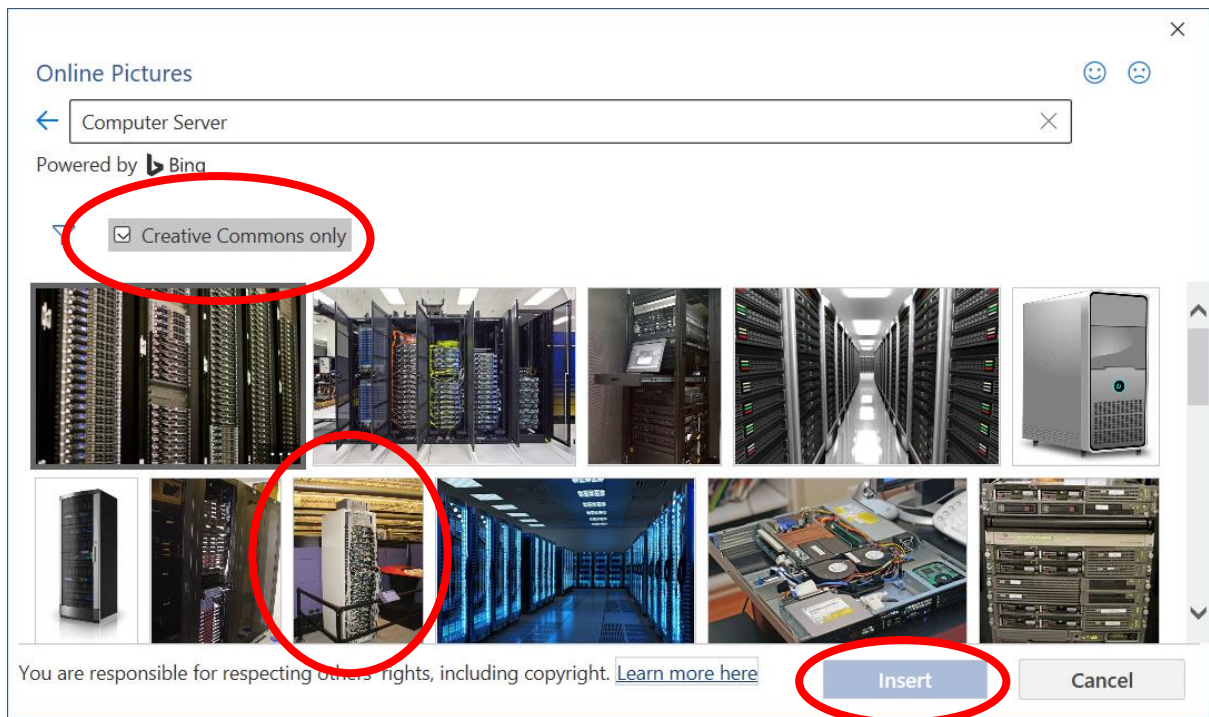 Online Pictures
Computer Server
Powered by Bing
Creative Commons only
You are responsible for respecting others' rights, including copyright. Learn more here
Insert
Cancel